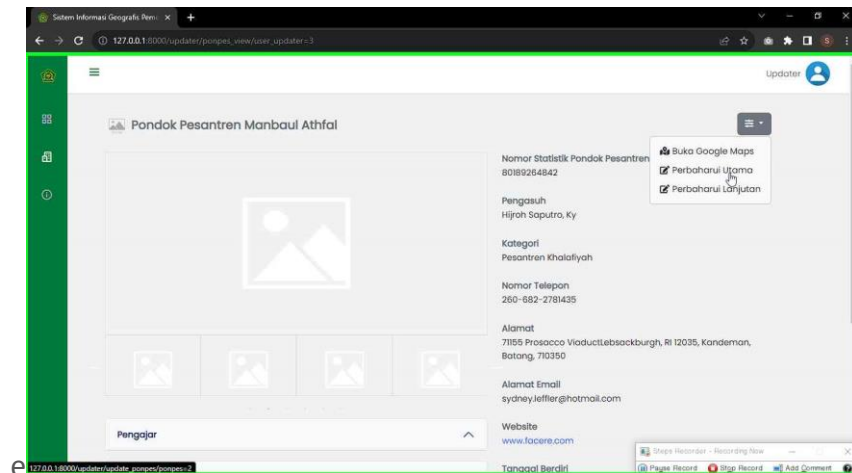 Sistem Informasi Geografis Pem
127.0.0.1:8000/updater/ponpes_view/user_updater=3
S
Updater
Pondok Pesantren Manbaul Athfal
Buka Google Maps
Perbaharui Utama
Perbaharui Lanjutan
Nomor Statistik Pondok Pesantren
80189264842
Pengasuh
Hijroh Saputro, Ky
Kategori
Pesantren Khalafiyah
Nomor Telepon
260-682-2781435
Alamat
71155 Prosacco ViaductLebsackburgh, RI 12035, Kandeman,
Batang, 710350
Alamat Email
sydney.leffler@hotmail.com
Pengajar
Website
www.facere.com
Tanggal Berdiri
Steps Recorder - Recording Now
Pause Record Stop Record Add Comment
e
127.0.0.1:8000/updater/update_ponpes/ponpes=2